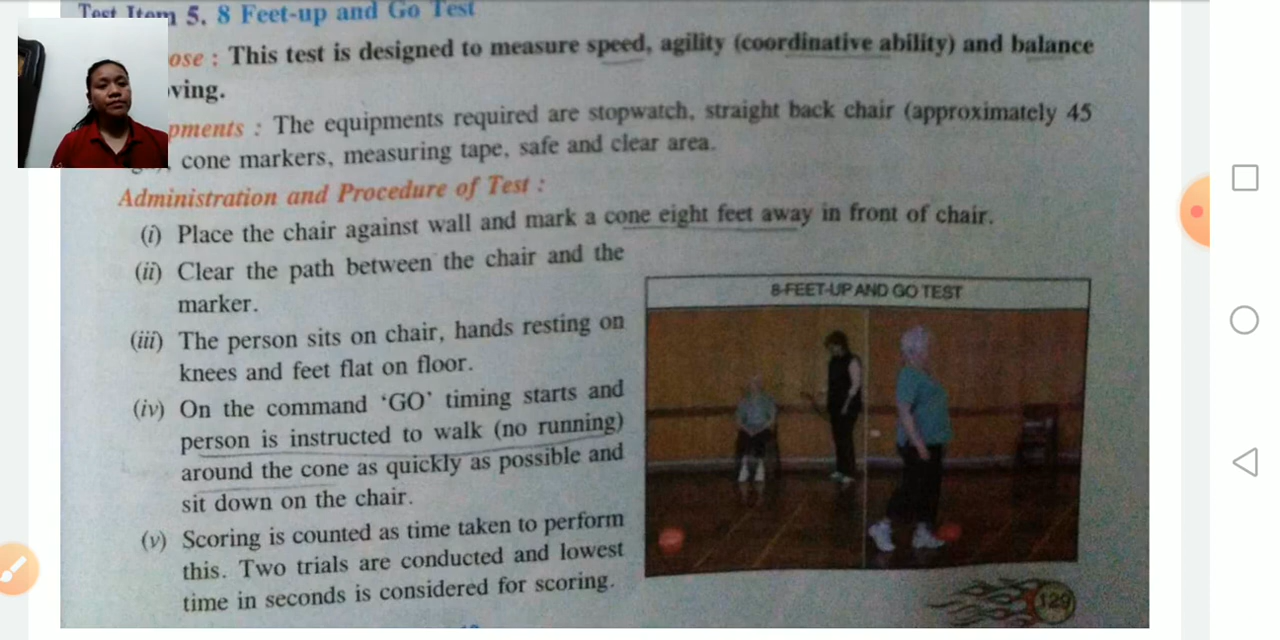 Test Item 5. 8 Feet-up and Go Test
ose : This test is designed to measure speed, agility (coordinative ability) and balance
ving.
pments : The equipments required are stopwatch, straight back chair (approximately 45
cone markers, measuring tape, safe and clear area.
Administration and Procedure of Test :
(i) Place the chair against wall and mark a cone eight feet away in front of chair.
(ii) Clear the path between the chair and the
marker.
(iii) The person sits on chair, hands resting on
knees and feet flat on floor.
(iv) On the command ‘GO’ timing starts and
person is instructed to walk (no running)
around the cone as quickly as possible and
sit down on the chair.
(v) Scoring is counted as time taken to perform
this. Two trials are conducted and lowest
time in seconds is considered for scoring.
8-FEET-UP AND GO TEST
129